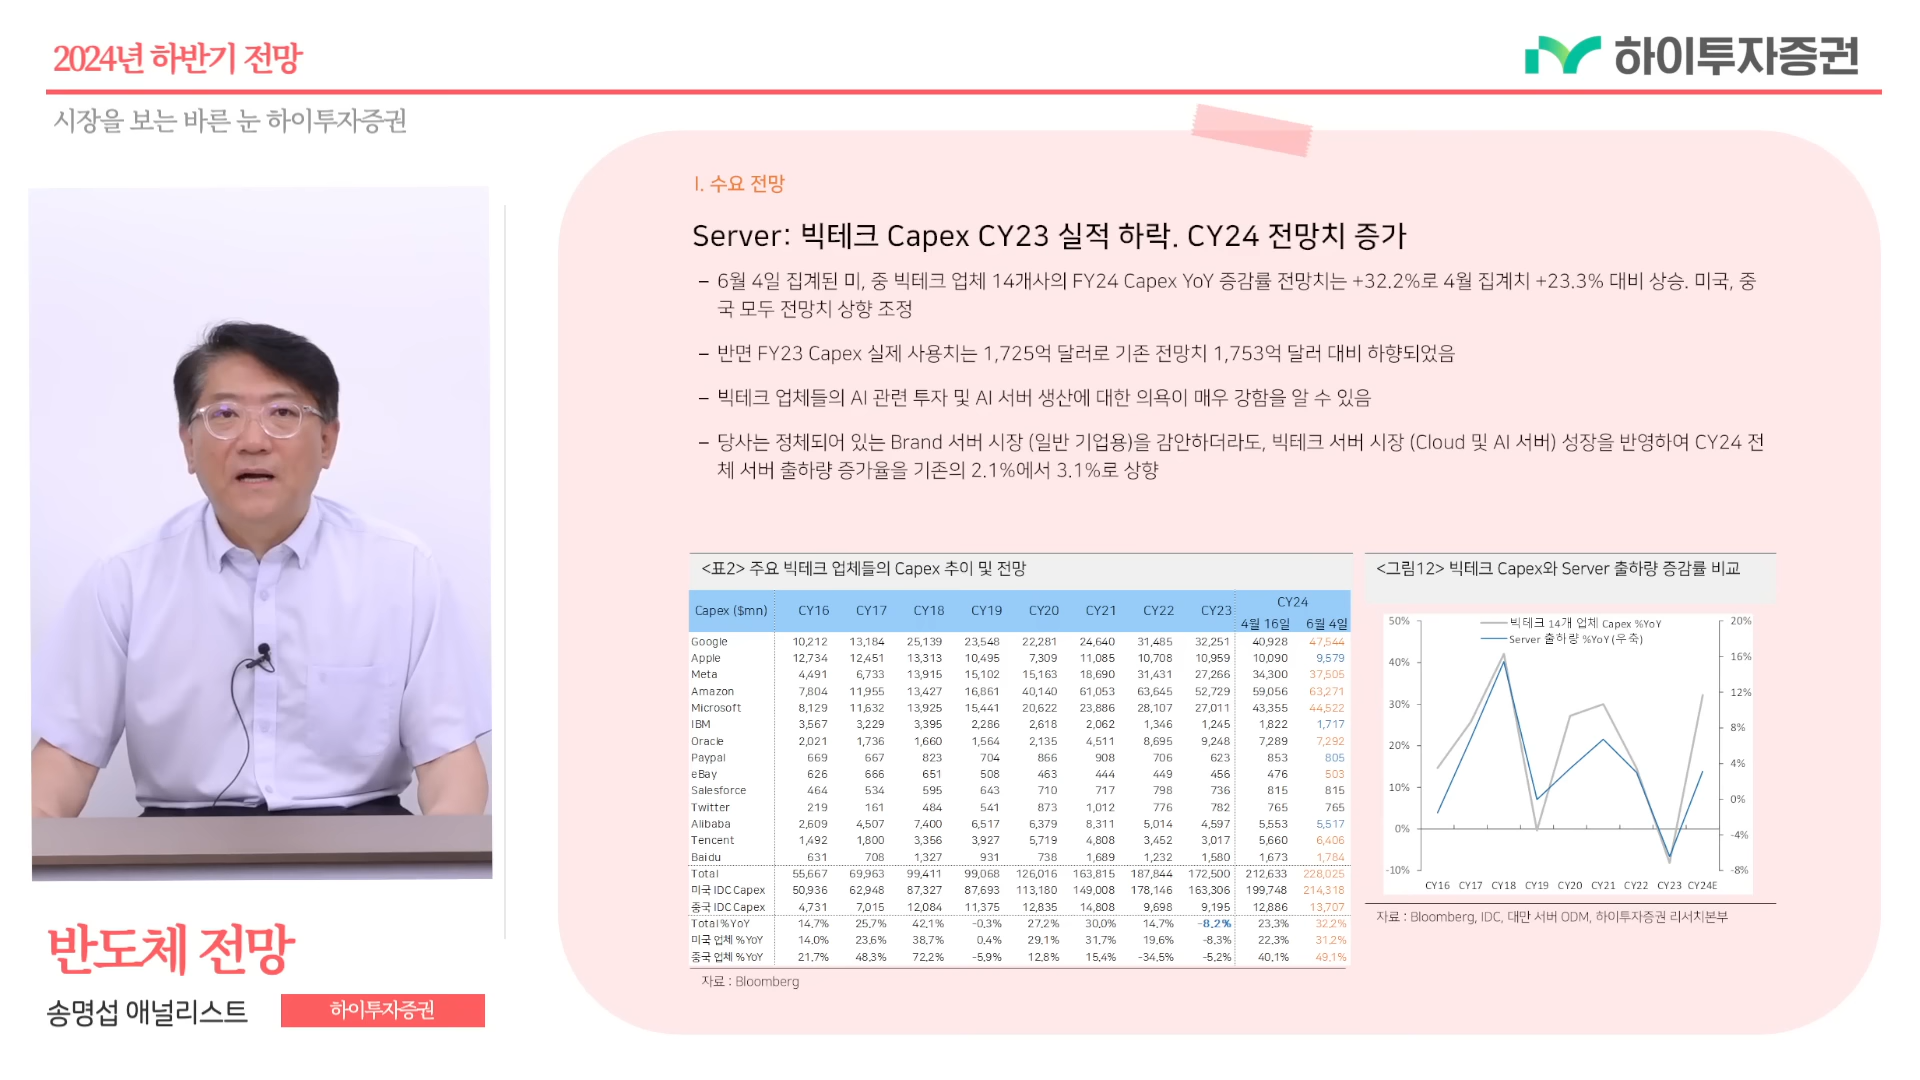 2024년 하반기 전망
하이투자증권
시장을 보는 바른 눈 하이투자증권
I. 수요 전망
Server: 빅테크 Capex CY23 실적 하락. CY24 전망치 증가
– 6월 4일 집계된 미, 중 빅테크 업체 14개사의 FY24 Capex YoY 증감률 전망치는 +32.2%로 4월 집계치 +23.3% 대비 상승. 미국, 중
국 모두 전망치 상향 조정
– 반면 FY23 Capex 실제 사용치는 1,725억 달러로 기존 전망치 1,753억 달러 대비 하향되었음
– 빅테크 업체들의 AI 관련 투자 및 AI 서버 생산에 대한 의욕이 매우 강함을 알 수 있음
– 당사는 정체되어 있는 Brand 서버 시장 (일반 기업용)을 감안하더라도, 빅테크 서버 시장 (Cloud 및 AI 서버) 성장을 반영하여 CY24 전
체 서버 출하량 증가율을 기존의 2.1%에서 3.1%로 상향
<표2> 주요 빅테크 업체들의 Capex 추이 및 전망
Capex ($mn) CY16 CY17 CY18 CY19 CY20 CY21 CY22 CY23 CY24
4월 16일 6월 4일
Google 10,212 13,184 25,139 23,548 22,281 24,640 31,485 32,251 40,928 47,544
Apple 12,734 12,451 13,313 10,495 7,309 11,085 10,708 10,959 10,090 9,579
Meta 4,491 6,733 13,915 15,102 15,163 18,690 31,431 27,266 34,300 37,505
Amazon 7,804 11,955 13,427 16,861 40,140 61,053 63,645 52,729 59,056 63,271
Microsoft 8,129 11,632 13,925 15,441 20,622 23,886 28,107 27,011 43,355 44,522
IBM 3,567 3,229 3,395 2,286 2,618 2,062 1,346 1,245 1,822 1,717
Oracle 2,021 1,736 1,660 1,564 2,135 4,511 8,695 9,248 7,289 7,292
Paypal 669 667 823 704 866 908 706 623 853 805
eBay 626 666 651 508 463 444 449 456 476 503
Salesforce 464 534 595 643 710 717 798 736 815 815
Twitter 219 161 484 541 873 1,012 776 782 765 765
Alibaba 2,609 4,507 7,400 6,517 6,379 8,311 5,014 4,597 5,553 5,517
Tencent 1,492 1,800 3,356 3,927 5,719 4,808 3,452 3,017 5,660 6,406
Baidu 631 708 1,327 931 738 1,689 1,232 1,580 1,673 1,784
Total 55,667 69,963 99,411 99,068 126,016 163,815 187,844 172,500 212,633 228,025
미국 IDC Capex 50,936 62,948 87,327 87,693 113,180 149,008 178,146 163,306 199,748 214,318
중국 IDC Capex 4,731 7,015 12,084 11,375 12,835 14,808 9,698 9,195 12,886 13,707
Total %YoY 14.7% 25.7% 42.1% -0.3% 27.2% 30.0% 14.7% -8.2% 23.3% 32.2%
미국 업체 %YoY 14.0% 23.6% 38.7% 0.4% 29.1% 31.7% 19.6% -8.3% 22.3% 31.2%
중국 업체 %YoY 21.7% 48.3% 72.2% -5.9% 12.8% 15.4% -34.5% -5.2% 40.1% 49.1%
자료 : Bloomberg
<그림12> 빅테크 Capex와 Server 출하량 증감률 비교
빅테크 14개 업체 Capex %YoY
Server 출하량 %YoY (우축)
50% 20%
40% 16%
12%
30% 8%
20% 4%
10% 0%
0% -4%
-10% -8%
CY16 CY17 CY18 CY19 CY20 CY21 CY22 CY23 CY24E
자료 : Bloomberg, IDC, 대만 서버 ODM, 하이투자증권 리서치본부
반도체 전망
송명섭 애널리스트 하이투자증권